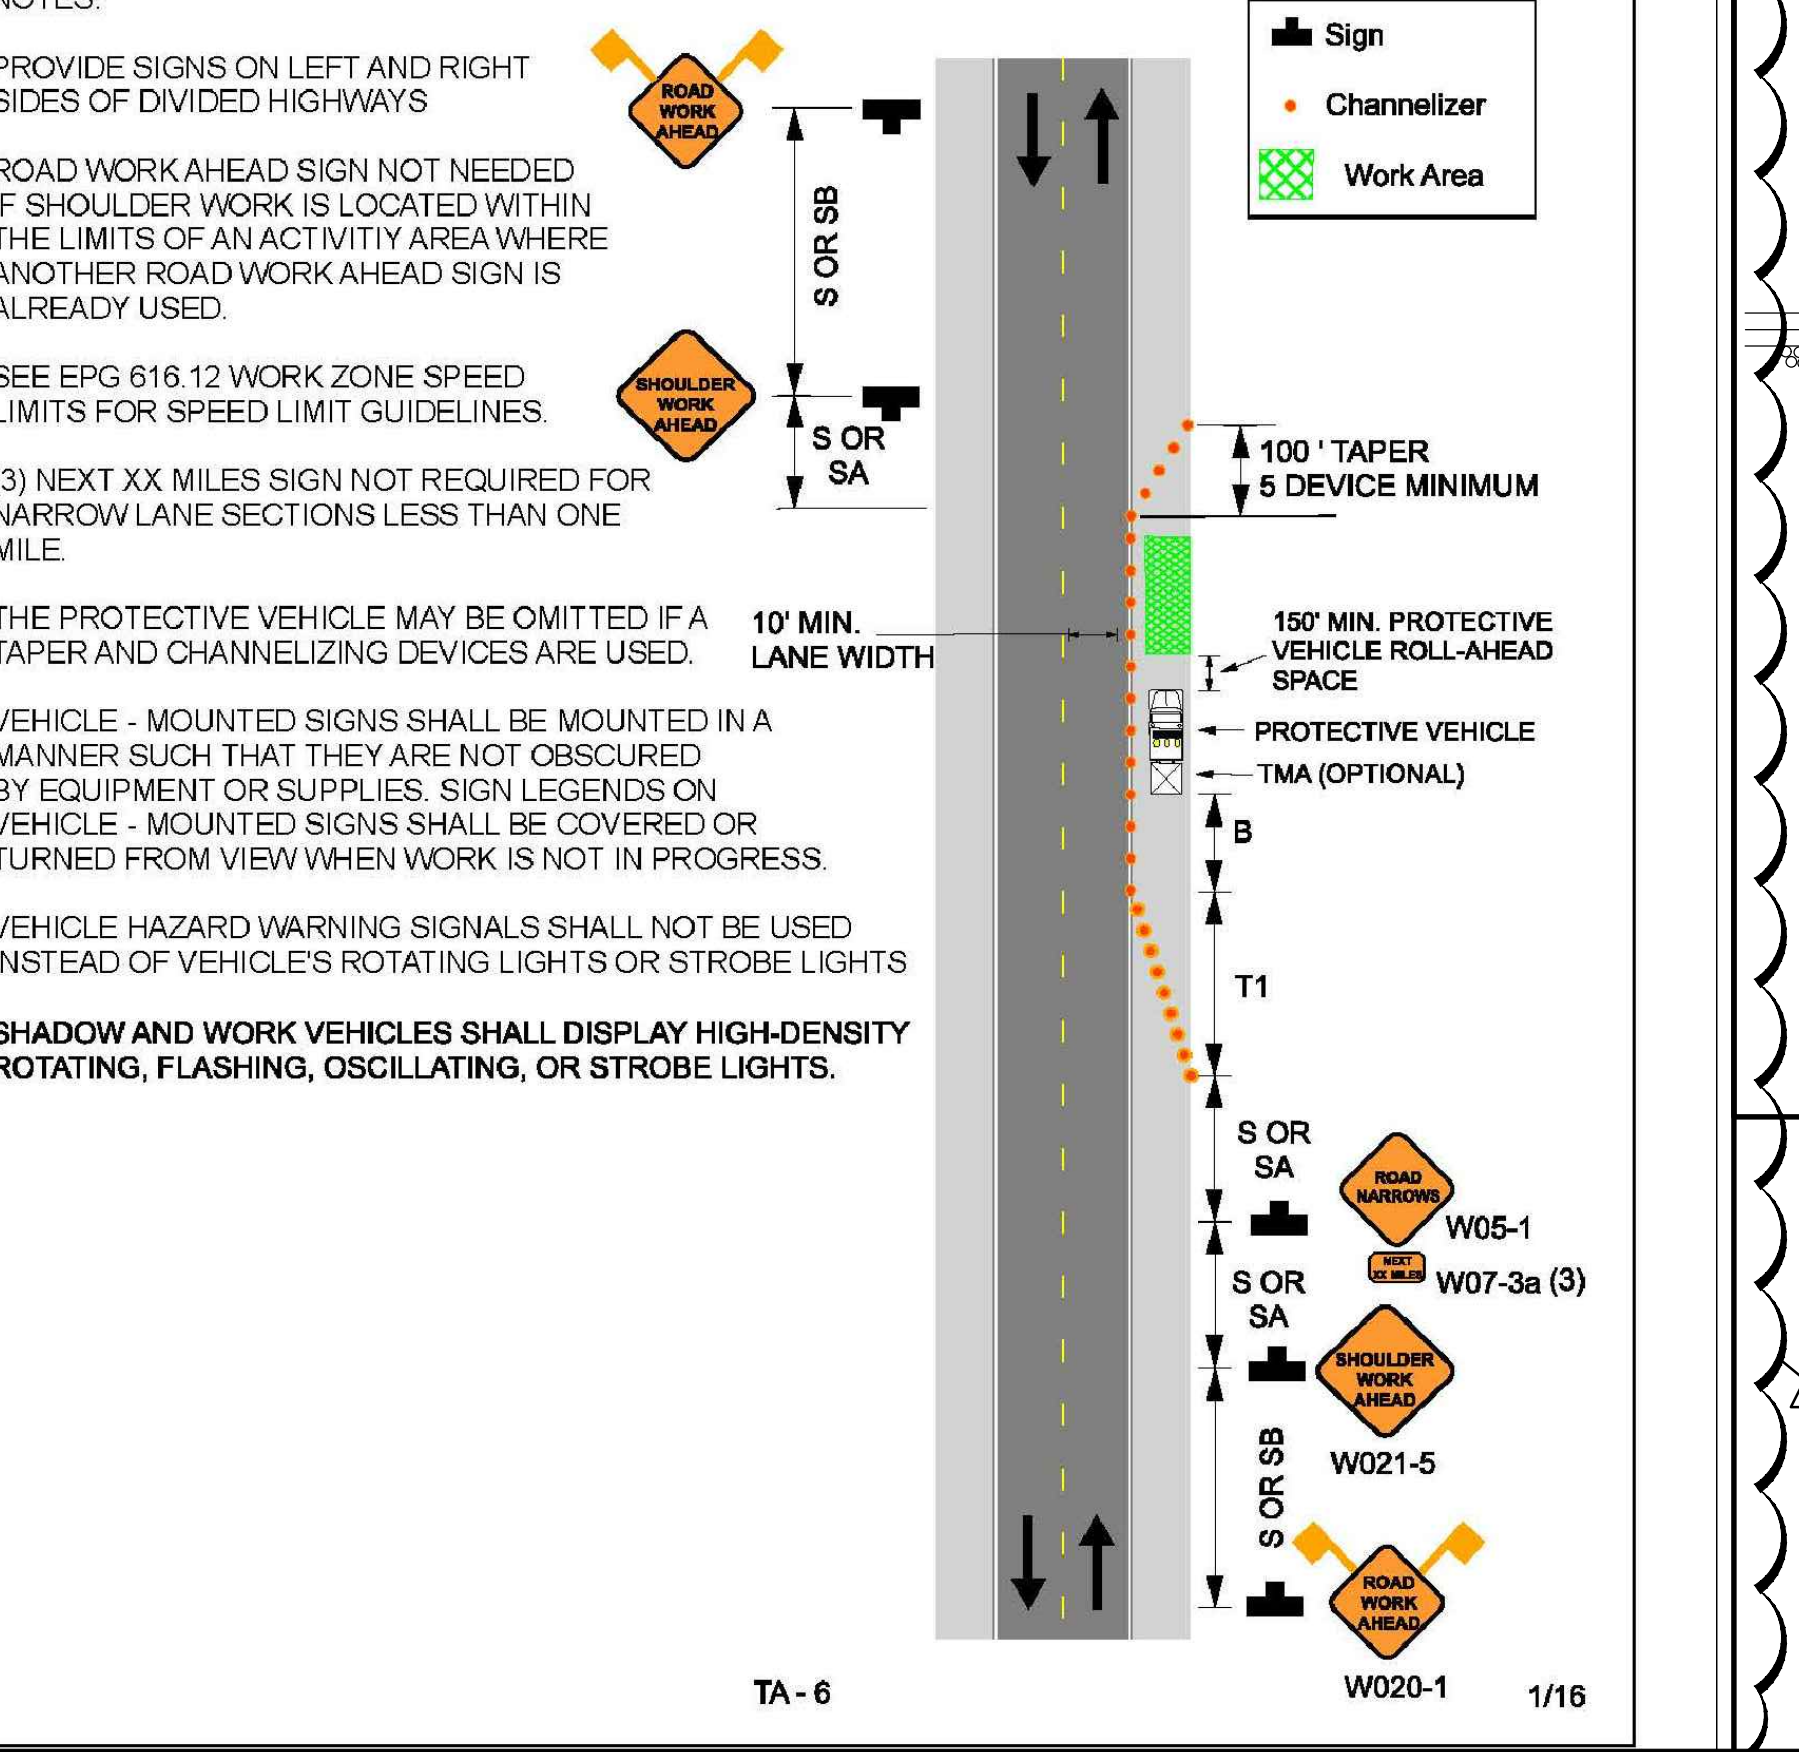 NOTES:
PROVIDE SIGNS ON LEFT AND RIGHT
SIDES OF DIVIDED HIGHWAYS
ROAD WORK AHEAD SIGN NOT NEEDED
IF SHOULDER WORK IS LOCATED WITHIN
THE LIMITS OF AN ACTIVITIY AREA WHERE
ANOTHER ROAD WORK AHEAD SIGN IS
ALREADY USED.
SEE EPG 616.12 WORK ZONE SPEED
LIMITS FOR SPEED LIMIT GUIDELINES.
(3) NEXT XX MILES SIGN NOT REQUIRED FOR
NARROW LANE SECTIONS LESS THAN ONE
MILE.
THE PROTECTIVE VEHICLE MAY BE OMITTED IF A
TAPER AND CHANNELIZING DEVICES ARE USED.
VEHICLE - MOUNTED SIGNS SHALL BE MOUNTED IN A
MANNER SUCH THAT THEY ARE NOT OBSCURED
BY EQUIPMENT OR SUPPLIES. SIGN LEGENDS ON
VEHICLE - MOUNTED SIGNS SHALL BE COVERED OR
TURNED FROM VIEW WHEN WORK IS NOT IN PROGRESS.
VEHICLE HAZARD WARNING SIGNALS SHALL NOT BE USED
INSTEAD OF VEHICLE'S ROTATING LIGHTS OR STROBE LIGHTS
SHADOW AND WORK VEHICLES SHALL DISPLAY HIGH-DENSITY
ROTATING, FLASHING, OSCILLATING, OR STROBE LIGHTS.
ROAD
WORK
AHEAD
S OR SB
SHOULDER
WORK
AHEAD
S OR
SA
10' MIN.
LANE WIDTH
Sign
Channelizer
Work Area
100 ' TAPER
5 DEVICE MINIMUM
150' MIN. PROTECTIVE
VEHICLE ROLL-AHEAD
SPACE
PROTECTIVE VEHICLE
TMA (OPTIONAL)
B
T1
S OR
SA
ROAD
NARROWS
W05-1
NEXT
XX MILES
W07-3a (3)
S OR
SA
SHOULDER
WORK
AHEAD
W021-5
S OR SB
ROAD
WORK
AHEAD
W020-1
TA - 6
1/16